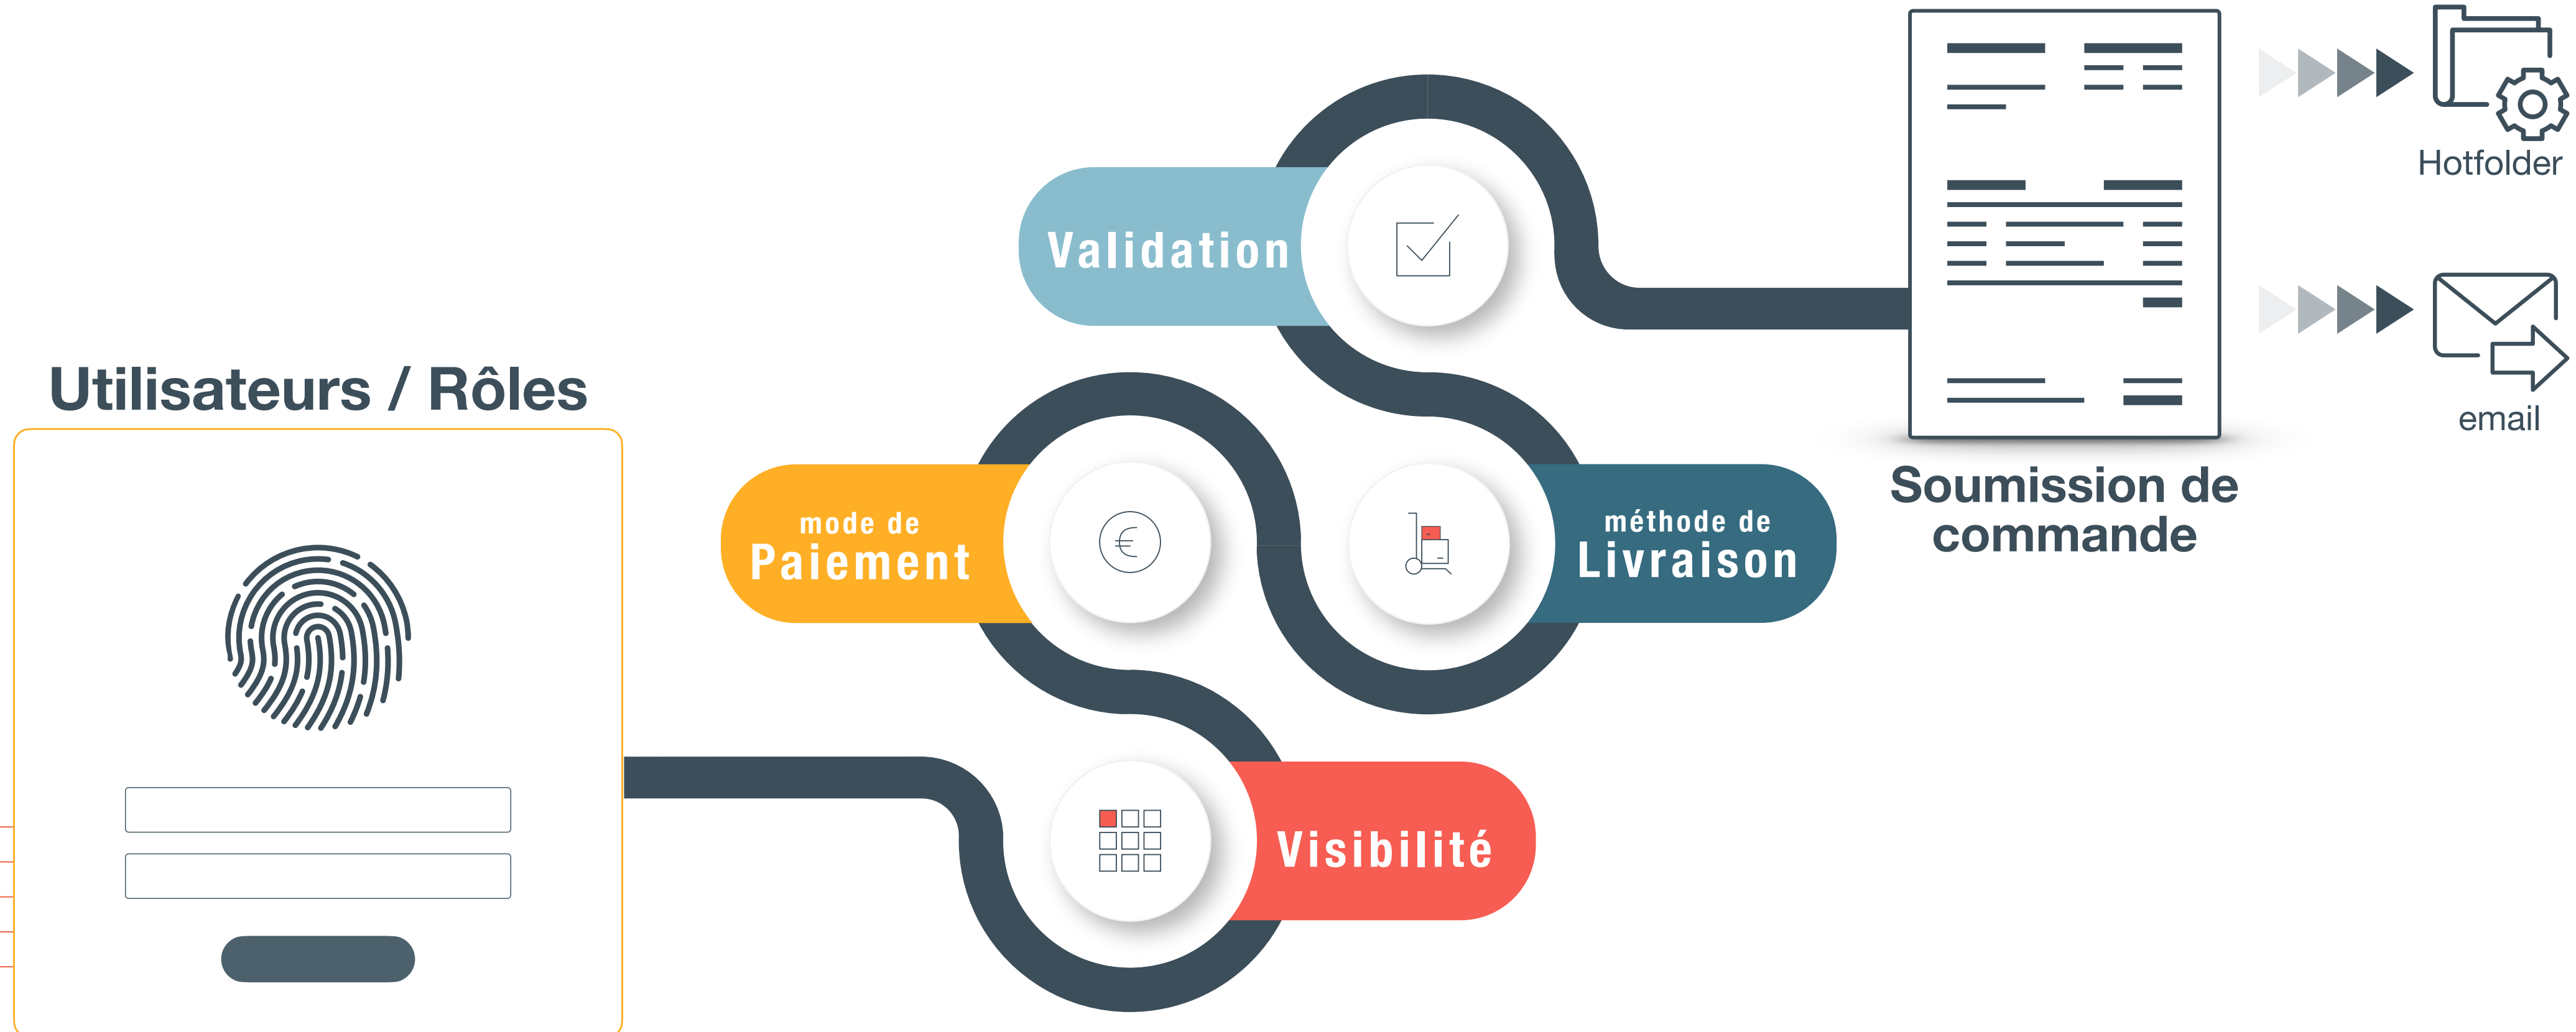 Utilisateurs / Rôles
Visibilité
mode de
Paiement
méthode de
Livraison
Validation
Soumission de
commande
Hotfolder
email